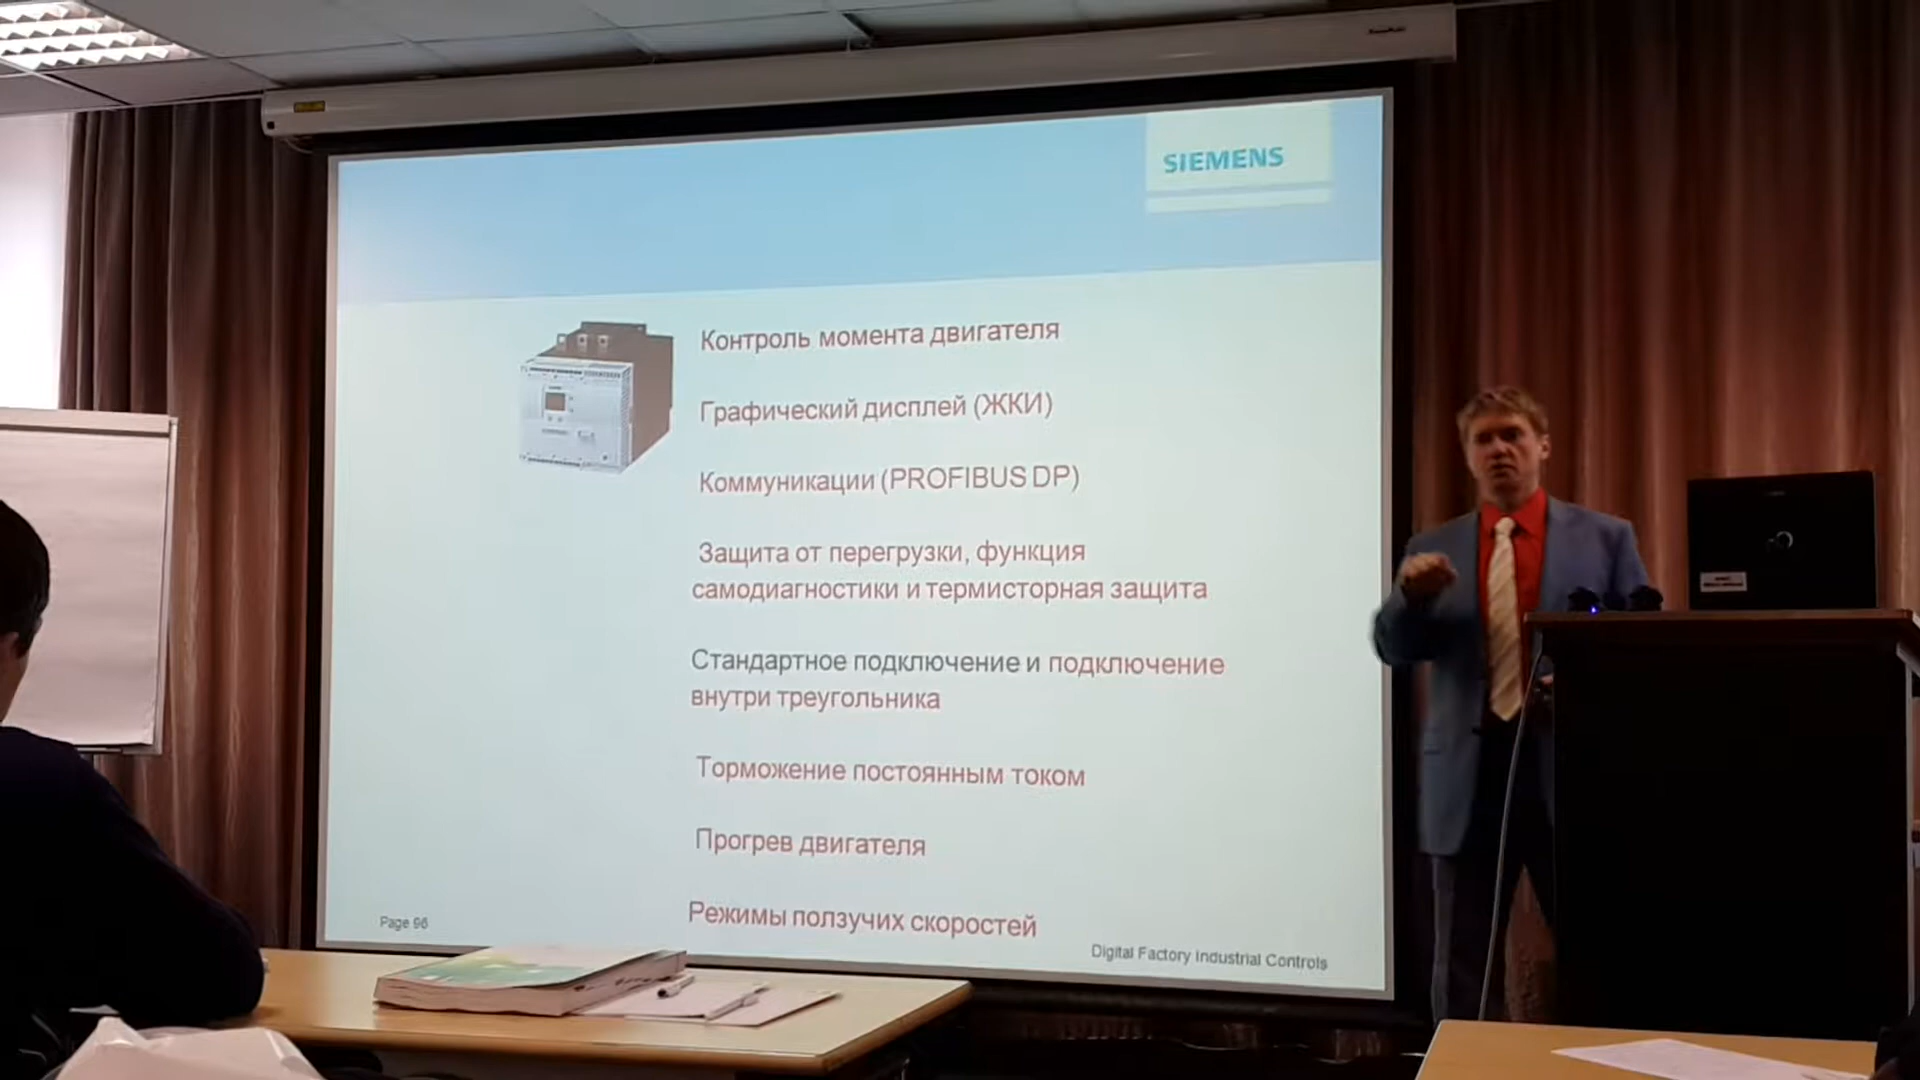 SIEMENS
Контроль момента двигателя
Графический дисплей (ЖКИ)
Коммуникации (PROFIBUS DP)
Защита от перегрузки, функция
самодиагностики и термисторная защита
Стандартное подключение и подключение
внутри треугольника
Торможение постоянным током
Прогрев двигателя
Режимы ползучих скоростей
Page 96
Digital Factory Industrial Controls